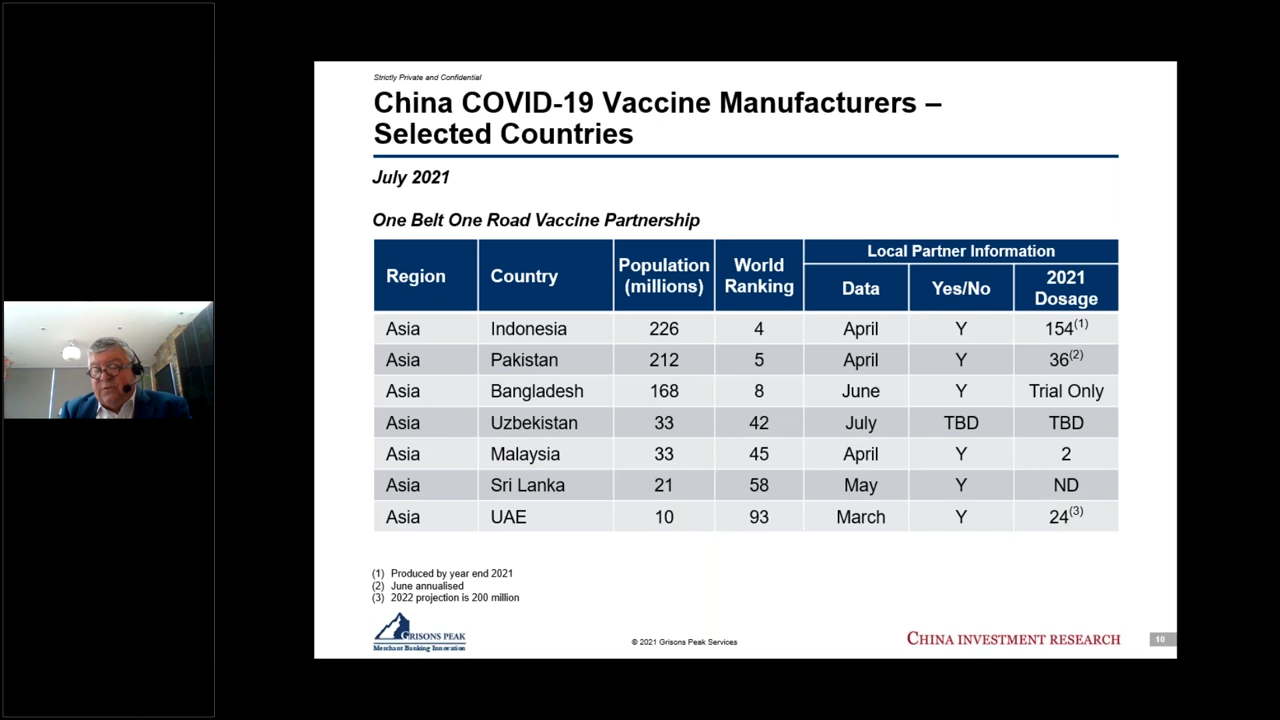 Strictly Private and Confidential
China COVID-19 Vaccine Manufacturers –
Selected Countries
July 2021
One Belt One Road Vaccine Partnership
Region Country Population (millions) World Ranking Local Partner Information
Data Yes/No 2021 Dosage
Asia Indonesia 226 4 April Y 154(1)
Asia Pakistan 212 5 April Y 36(2)
Asia Bangladesh 168 8 June Y Trial Only
Asia Uzbekistan 33 42 July TBD TBD
Asia Malaysia 33 45 April Y 2
Asia Sri Lanka 21 58 May Y ND
Asia UAE 10 93 March Y 24(3)
(1) Produced by year end 2021
(2) June annualised
(3) 2022 projection is 200 million
GRISONS PEAK
Merchant Banking Innovation
© 2021 Grisons Peak Services
CHINA INVESTMENT RESEARCH
10